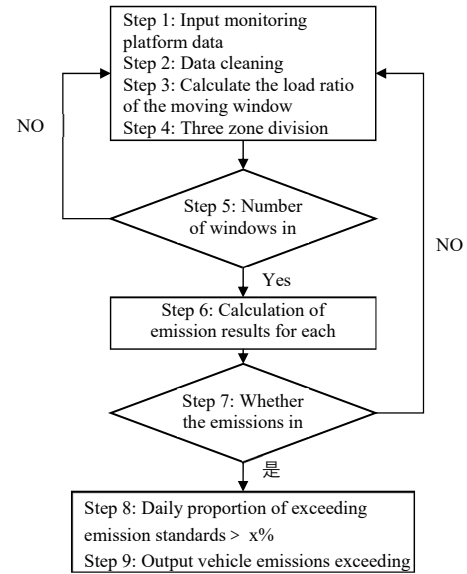 Step 1: Input monitoring
platform data
Step 2: Data cleaning
Step 3: Calculate the load ratio
of the moving window
Step 4: Three zone division
NO
Step 5: Number
of windows in
NO
Yes
Step 6: Calculation of
emission results for each
Step 7: Whether
the emissions in
是
Step 8: Daily proportion of exceeding
emission standards > x%
Step 9: Output vehicle emissions exceeding